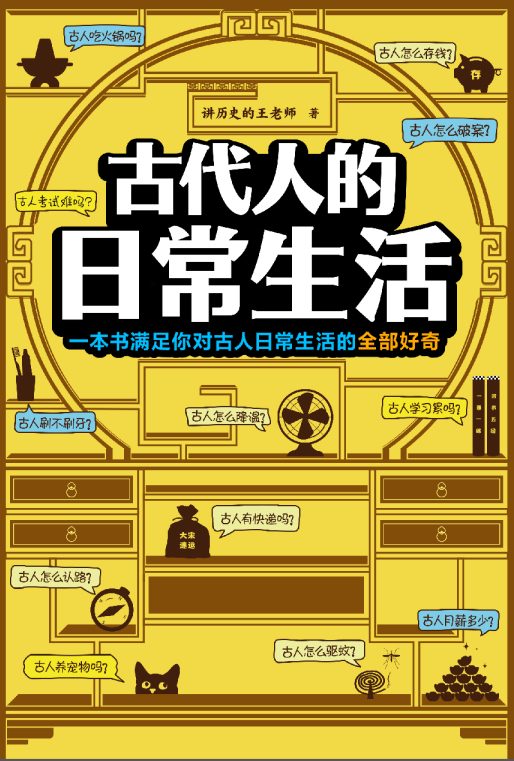 古人吃火锅吗?
古人怎么存钱?
存
讲历史的王老师 著
古人怎么破案?
古代人的
古人考试难吗?
日常生活
一本书满足你对古人日常生活的全部好奇
古人刷不刷牙?
古人怎么降温?
古人学习累吗?
古人有快递吗?
大宋
速运
古人怎么认路?
古人月薪多少?
古人怎么驱蚊?
古人养宠物吗?